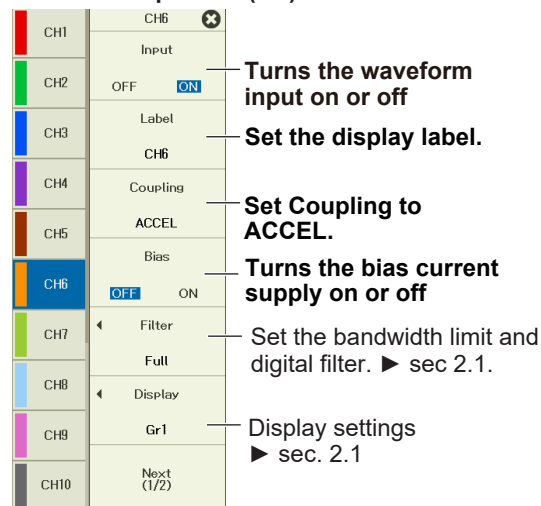 CH1
CH2
CH3
CH4
CH5
CH6
CH7
CH8
CH9
CH10
CH6
Input
OFF ON
Label
CH6
Coupling
ACCEL
Bias
OFF ON
Filter
Full
Display
Gr1
Next
(1/2)
Turns the waveform
input on or off
Set the display label.
Set Coupling to
ACCEL.
Turns the bias current
supply on or off
Set the bandwidth limit and
digital filter. ► sec 2.1.
Display settings
► sec. 2.1